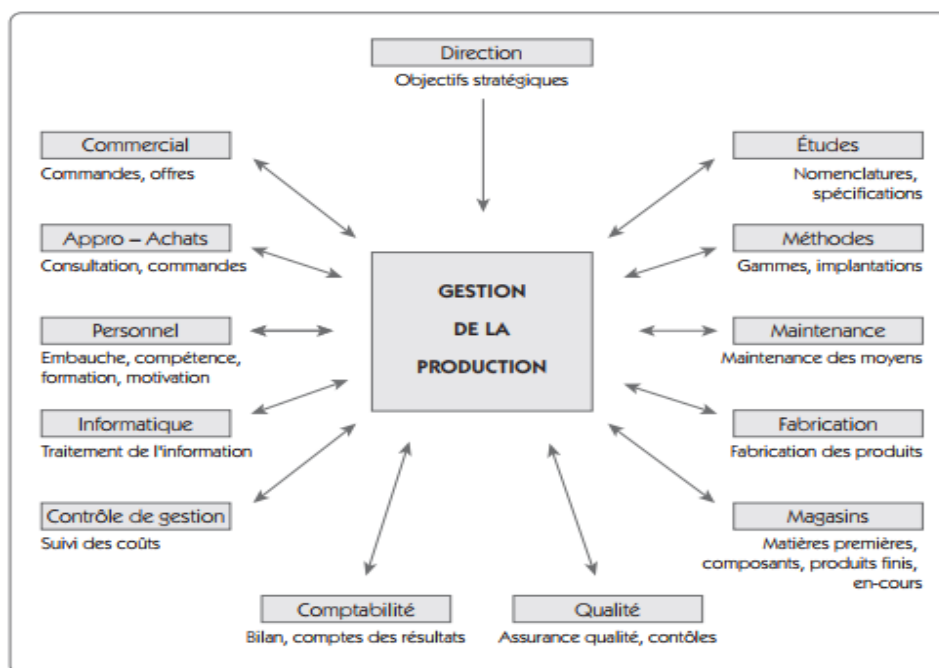 Direction
Objectifs stratégiques
Commercial
Commandes, offres
Appro – Achats
Consultation, commandes
Personnel
Embauche, compétence,
formation, motivation
Informatique
Traitement de l'information
Contrôle de gestion
Suivi des coûts
GESTION
DE LA
PRODUCTION
Études
Nomenclatures,
spécifications
Méthodes
Gammes, implantations
Maintenance
Maintenance des moyens
Fabrication
Fabrication des produits
Magasins
Matières premières,
composants, produits finis,
en-cours
Comptabilité
Bilan, comptes des résultats
Qualité
Assurance qualité, contôles